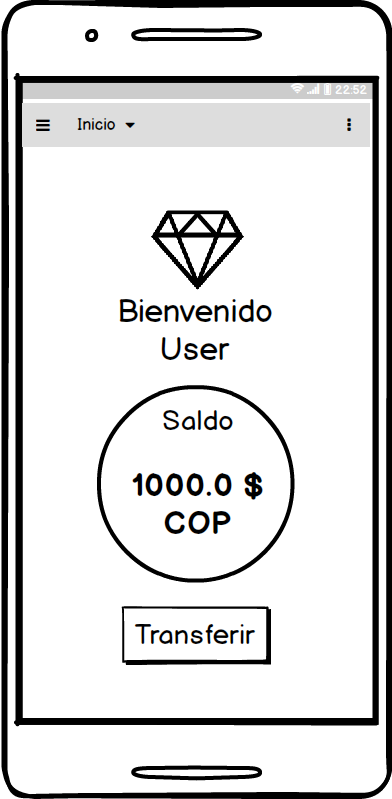 22:52
Inicio
Bienvenido
User
Saldo
1000.0 $
COP
Transferir